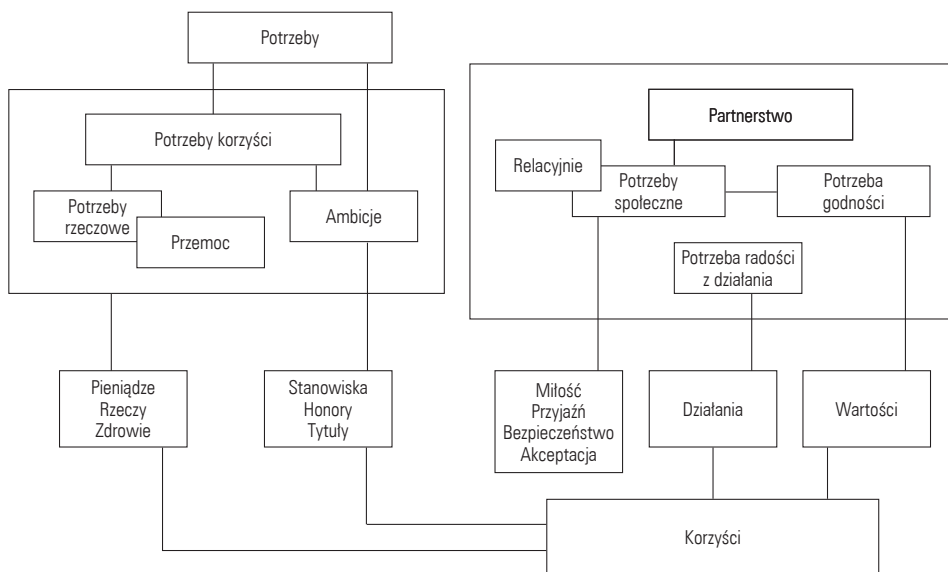 Potrzeby
Potrzeby korzyści
Potrzeby
rzeczowe
Przemoc
Ambicje
Partnerstwo
Relacyjnie
Potrzeby
społeczne
Potrzeba
godności
Potrzeba radości
z działania
Pieniądze
Rzeczy
Zdrowie
Stanowiska
Honory
Tytuły
Miłość
Przyjaźń
Bezpieczeństwo
Akceptacja
Działania
Wartości
Korzyści